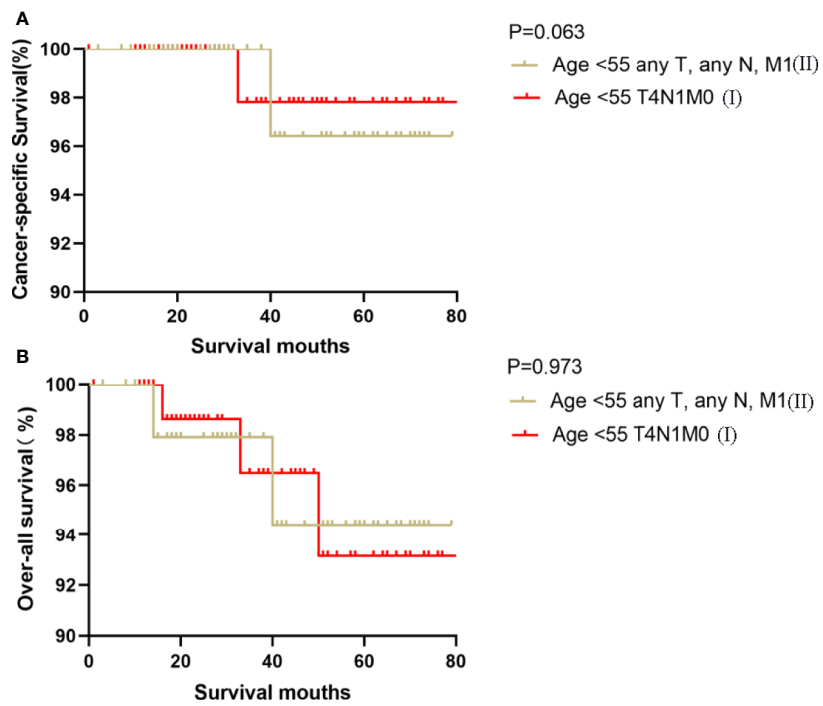 A
Cancer-specific Survival(%)
100
98
96
94
92
90
0
20
40
60
80
Survival mouths
P=0.063
Age <55 any T, any N, M1(II)
Age <55 T4N1M0 (I)
B
Over-all survival ( %)
100
98
96
94
92
90
0
20
40
60
80
Survival mouths
P=0.973
Age <55 any T, any N, M1(II)
Age <55 T4N1M0 (I)